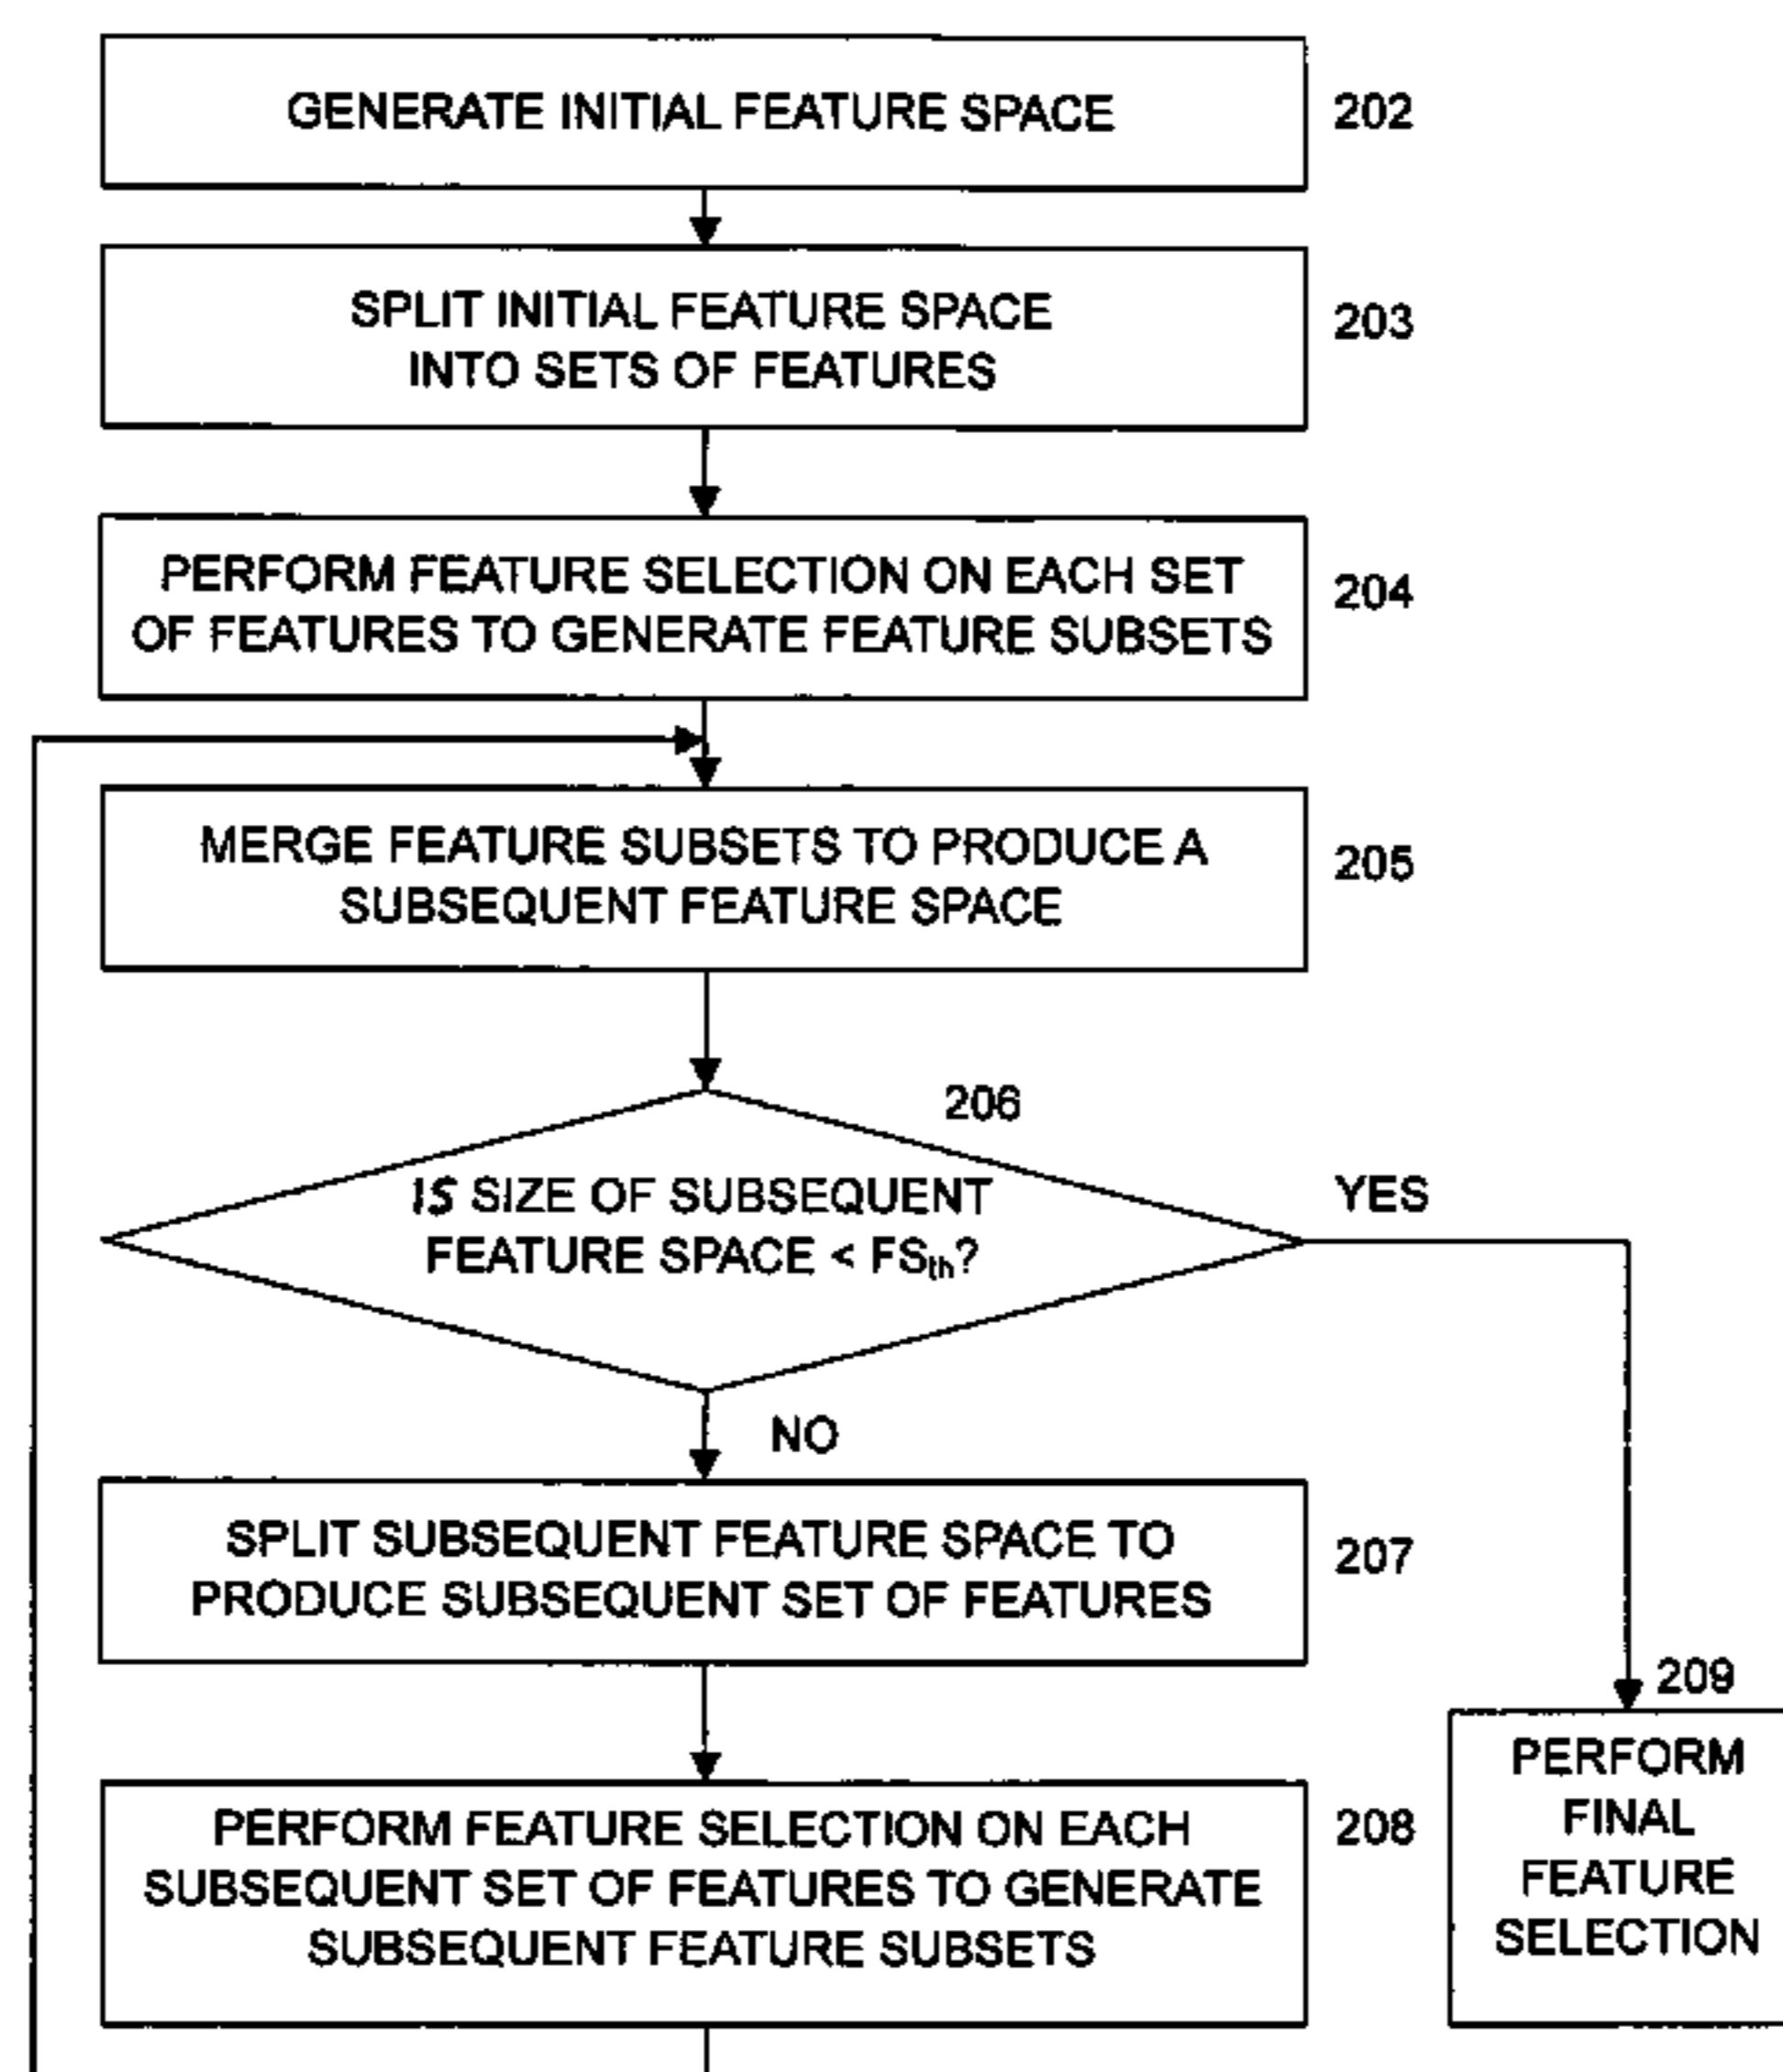 GENERATE INITIAL FEATURE SPACE
202
SPLIT INITIAL FEATURE SPACE
INTO SETS OF FEATURES
203
PERFORM FEATURE SELECTION ON EACH SET
OF FEATURES TO GENERATE FEATURE SUBSETS
204
MERGE FEATURE SUBSETS TO PRODUCE A
SUBSEQUENT FEATURE SPACE
205
206
IS SIZE OF SUBSEQUENT
FEATURE SPACE < FSth?
YES
NO
SPLIT SUBSEQUENT FEATURE SPACE TO
PRODUCE SUBSEQUENT SET OF FEATURES
207
PERFORM FEATURE SELECTION ON EACH
SUBSEQUENT SET OF FEATURES TO GENERATE
SUBSEQUENT FEATURE SUBSETS
208
209
PERFORM
FINAL
FEATURE
SELECTION